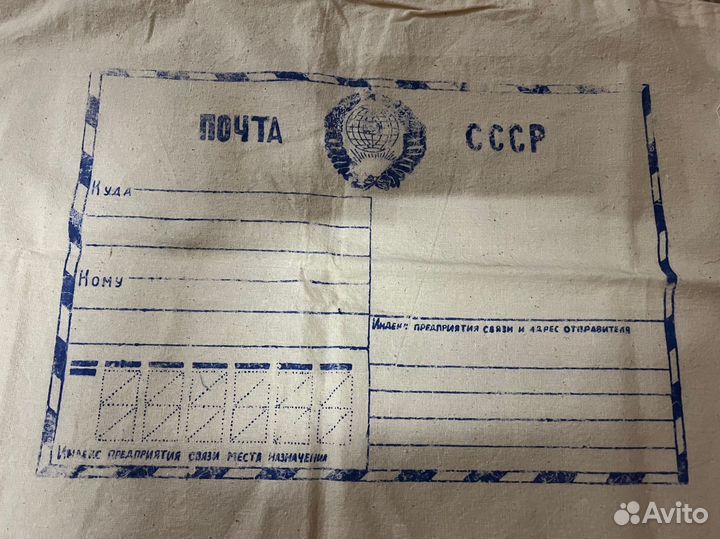 ПОЧТА СССР
Куда
Кому
Индекс предприятия связи и адрес отправителя
Индекс предприятия связи места назначения
Avito